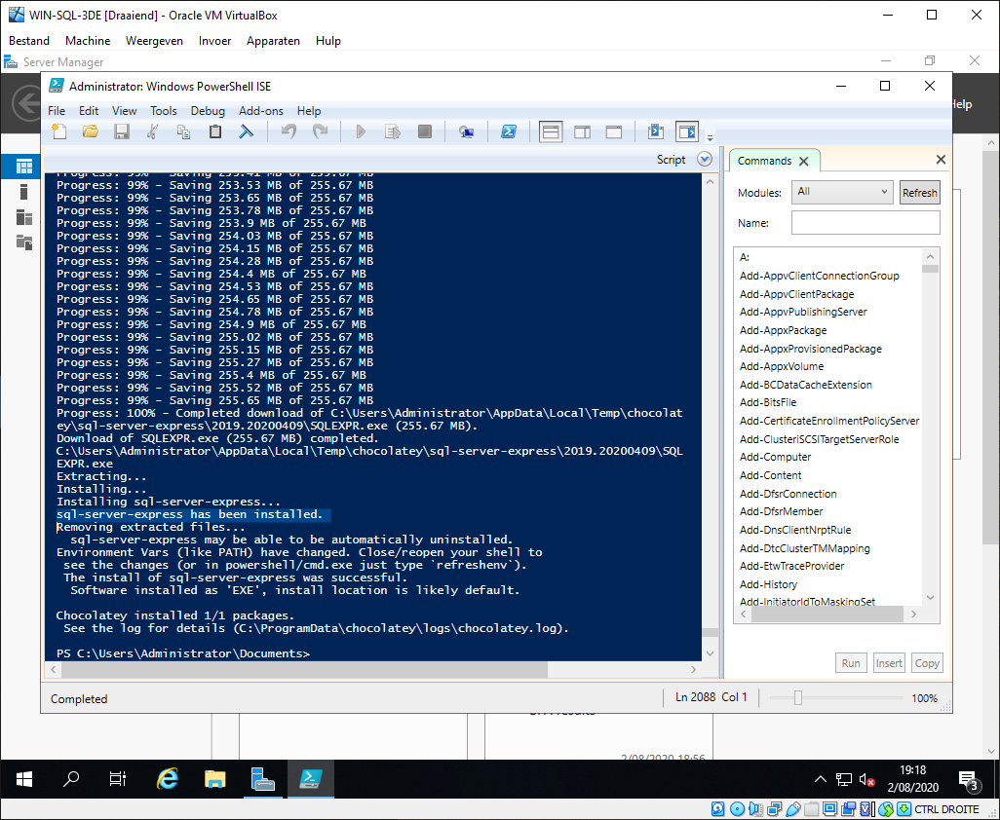 WIN-SQL-3DE [Draaiend] - Oracle VM VirtualBox
Bestand Machine Weergeven Invoer Apparaten Hulp
Server Manager
Administrator: Windows PowerShell ISE
Help
File Edit View Tools Debug Add-ons Help
Script
Commands
Modules: All Refresh
Name:
Progress: 99% - Saving 253.41 MB of 255.67 MB
Progress: 99% - Saving 253.53 MB of 255.67 MB
Progress: 99% - Saving 253.65 MB of 255.67 MB
Progress: 99% - Saving 253.78 MB of 255.67 MB
Progress: 99% - Saving 253.9 MB of 255.67 MB
Progress: 99% - Saving 254.03 MB of 255.67 MB
Progress: 99% - Saving 254.15 MB of 255.67 MB
Progress: 99% - Saving 254.28 MB of 255.67 MB
Progress: 99% - Saving 254.4 MB of 255.67 MB
Progress: 99% - Saving 254.53 MB of 255.67 MB
Progress: 99% - Saving 254.65 MB of 255.67 MB
Progress: 99% - Saving 254.78 MB of 255.67 MB
Progress: 99% - Saving 254.9 MB of 255.67 MB
Progress: 99% - Saving 255.02 MB of 255.67 MB
Progress: 99% - Saving 255.15 MB of 255.67 MB
Progress: 99% - Saving 255.27 MB of 255.67 MB
Progress: 99% - Saving 255.4 MB of 255.67 MB
Progress: 99% - Saving 255.52 MB of 255.67 MB
Progress: 99% - Saving 255.65 MB of 255.67 MB
Progress: 100% - Completed download of C:\Users\Administrator\AppData\Local\Temp\chocolat
ey\sql-server-express\2019.20200409\SQLEXPR.exe (255.67 MB).
Download of SQLEXPR.exe (255.67 MB) completed.
C:\Users\Administrator\AppData\Local\Temp\chocolatey\sql-server-express\2019.20200409\SQL
EXPR.exe
Extracting...
Installing...
Installing sql-server-express...
sql-server-express has been installed.
Removing extracted files...
sql-server-express may be able to be automatically uninstalled.
Environment Vars (like PATH) have changed. Close/reopen your shell to
see the changes (or in powershell/cmd.exe just type `refreshenv`).
The install of sql-server-express was successful.
Software installed as 'EXE', install location is likely default.
Chocolatey installed 1/1 packages.
See the log for details (C:\ProgramData\chocolatey\logs\chocolatey.log).
PS C:\Users\Administrator\Documents>
A:
Add-AppvClientConnectionGroup
Add-AppvClientPackage
Add-AppvPublishingServer
Add-AppxPackage
Add-AppxProvisionedPackage
Add-AppxVolume
Add-BCDataCacheExtension
Add-BitsFile
Add-CertificateEnrollmentPolicyServer
Add-ClusteriSCSITargetServerRole
Add-Computer
Add-Content
Add-DfsrConnection
Add-DfsrMember
Add-DnsClientNrptRule
Add-DtcClusterTMMapping
Add-EtwTraceProvider
Add-History
Add-InitiatorIdToMaskingSet
Run Insert Copy
Completed Ln 2088 Col 1 100%
BPA results
2/08/2020 18:56
19:18
2/08/2020
3
CTRL DROITE